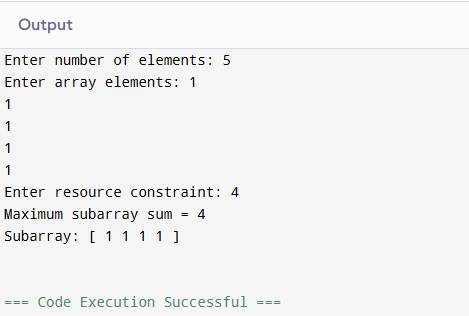 Output
Enter number of elements: 5
Enter array elements: 1
1
1
1
1
Enter resource constraint: 4
Maximum subarray sum = 4
Subarray: [ 1 1 1 1 ]
=== Code Execution Successful ===